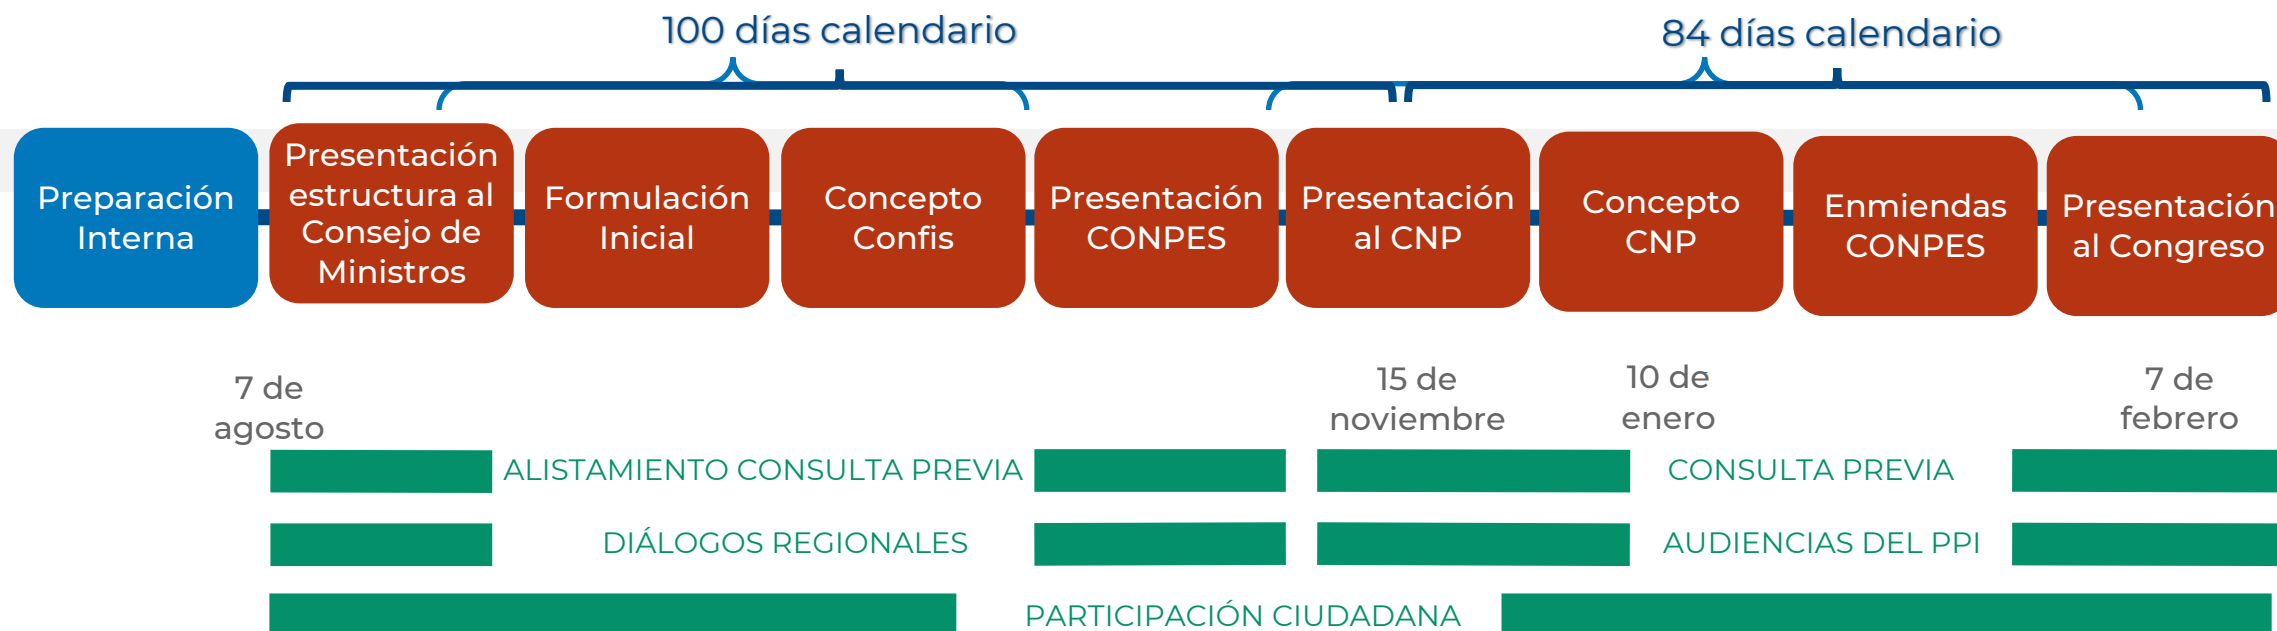 100 días calendario
84 días calendario
Preparación
Interna
Presentación
estructura al
Consejo de
Ministros
Formulación
Inicial
Concepto
Confis
Presentación
CONPES
Presentación
al CNP
Concepto
CNP
Enmiendas
CONPES
Presentación
al Congreso
7 de
agosto
15 de
noviembre
10 de
enero
7 de
febrero
ALISTAMIENTO CONSULTA PREVIA
CONSULTA PREVIA
DIÁLOGOS REGIONALES
AUDIENCIAS DEL PPI
PARTICIPACIÓN CIUDADANA